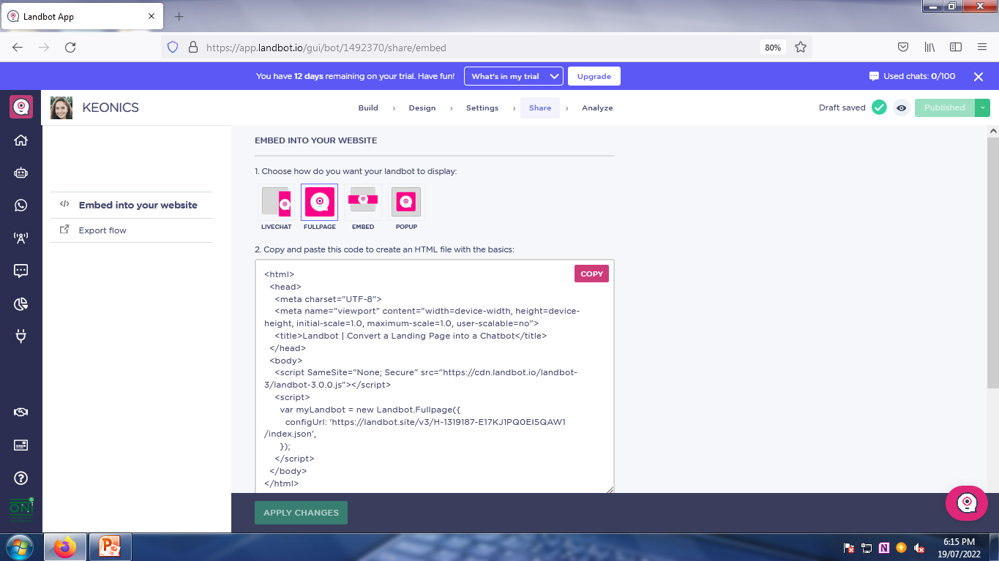 Landbot App
https://app.landbot.io/gui/bot/1492370/share/embed
80%
You have 12 days remaining on your trial. Have fun!
What's in my trial
Upgrade
Used chats: 0/100
KEONICS
Build
Design
Settings
Share
Analyze
Draft saved
Published
Embed into your website
Export flow
EMBED INTO YOUR WEBSITE
1. Choose how do you want your landbot to display:
LIVECHAT
FULLPAGE
EMBED
POPUP
2. Copy and paste this code to create an HTML file with the basics:
COPY
<html>
<head>
<meta charset="UTF-8">
<meta name="viewport" content="width=device-width, height=device-
height, initial-scale=1.0, maximum-scale=1.0, user-scalable=no">
<title>Landbot | Convert a Landing Page into a Chatbot</title>
</head>
<body>
<script SameSite="None; Secure" src="https://cdn.landbot.io/landbot-
3/landbot-3.0.0.js"></script>
<script>
var myLandbot = new Landbot.Fullpage({
configUrl: 'https://landbot.site/v3/H-1319187-E17KJ1PQ0EI5QAW1
/index.json',
});
</script>
</body>
</html>
APPLY CHANGES
ONI
6:15 PM
19/07/2022